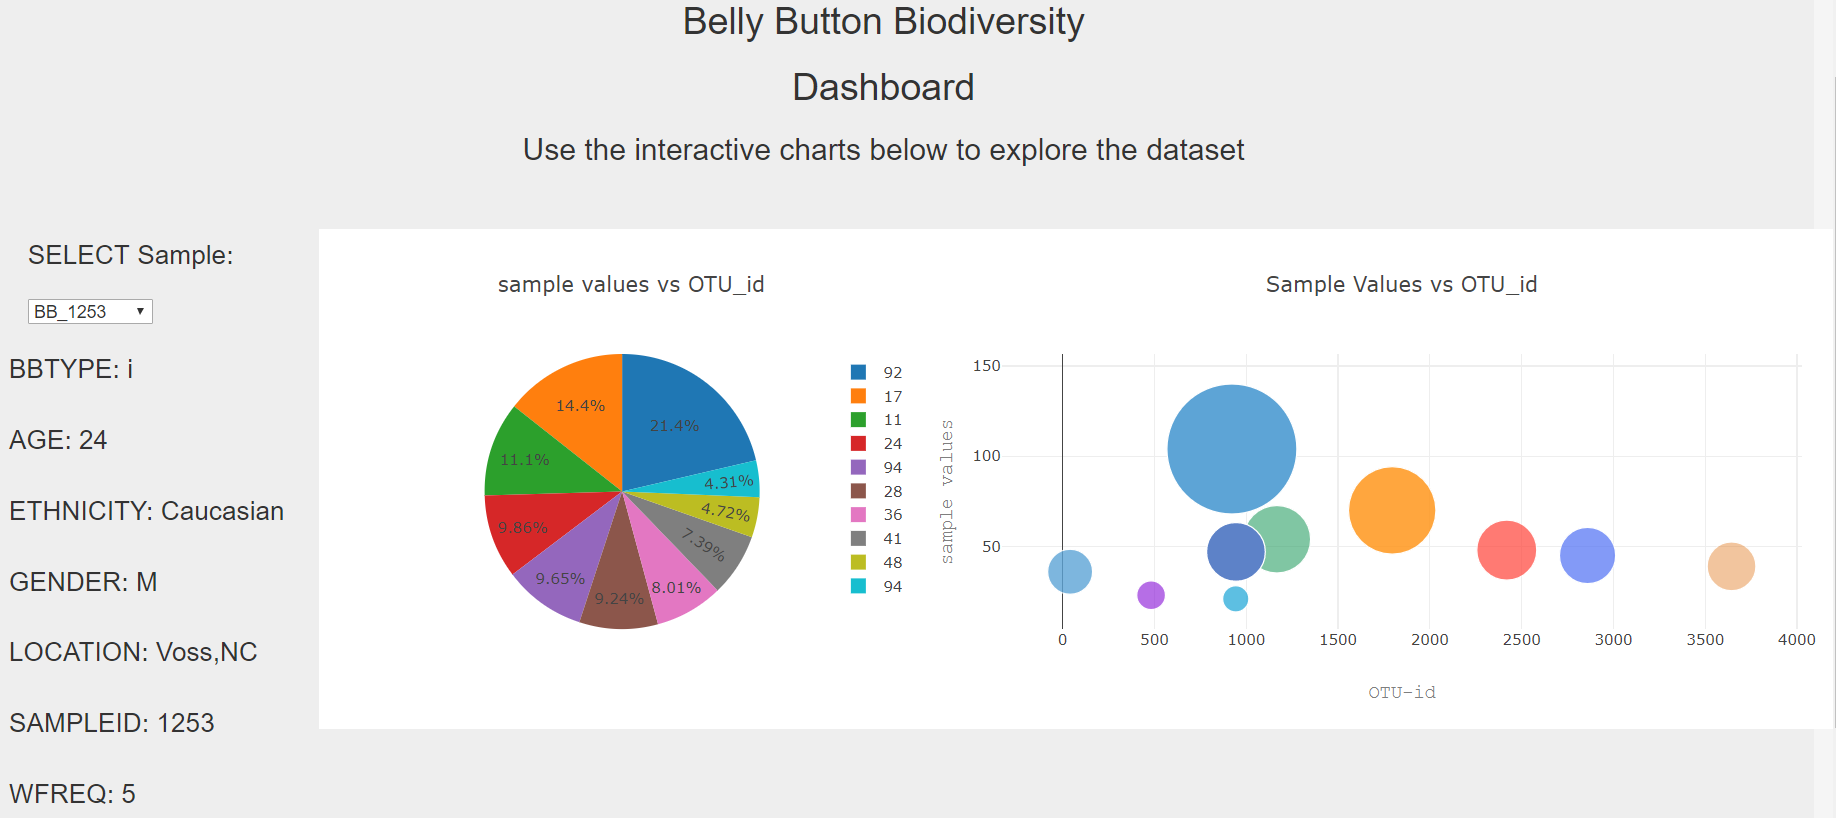 Belly Button Biodiversity
Dashboard
Use the interactive charts below to explore the dataset
SELECT Sample:
BB_1253
BBTYPE: i
AGE: 24
ETHNICITY: Caucasian
GENDER: M
LOCATION: Voss,NC
SAMPLEID: 1253
WFREQ: 5
sample values vs OTU_id
21.4%
14.4%
11.1%
9.86%
9.65%
9.24%
8.01%
7.39%
4.72%
4.31%
92
17
11
24
94
28
36
41
48
94
Sample Values vs OTU_id
sample values
150
100
50
0
500
1000
1500
2000
2500
3000
3500
4000
OTU-id